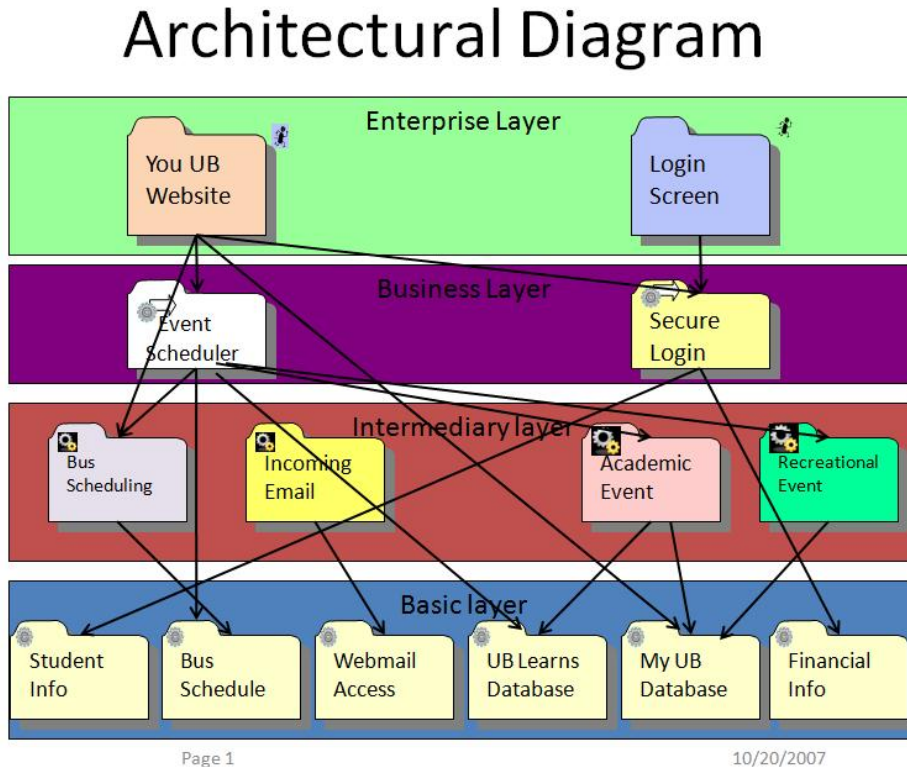 Architectural Diagram
Enterprise Layer
You UB
Website
Login
Screen
Business Layer
Event
Scheduler
Secure
Login
Intermediary layer
Bus
Scheduling
Incoming
Email
Academic
Event
Recreational
Event
Basic layer
Student
Info
Bus
Schedule
Webmail
Access
UB Learns
Database
My UB
Database
Financial
Info
Page 1
10/20/2007